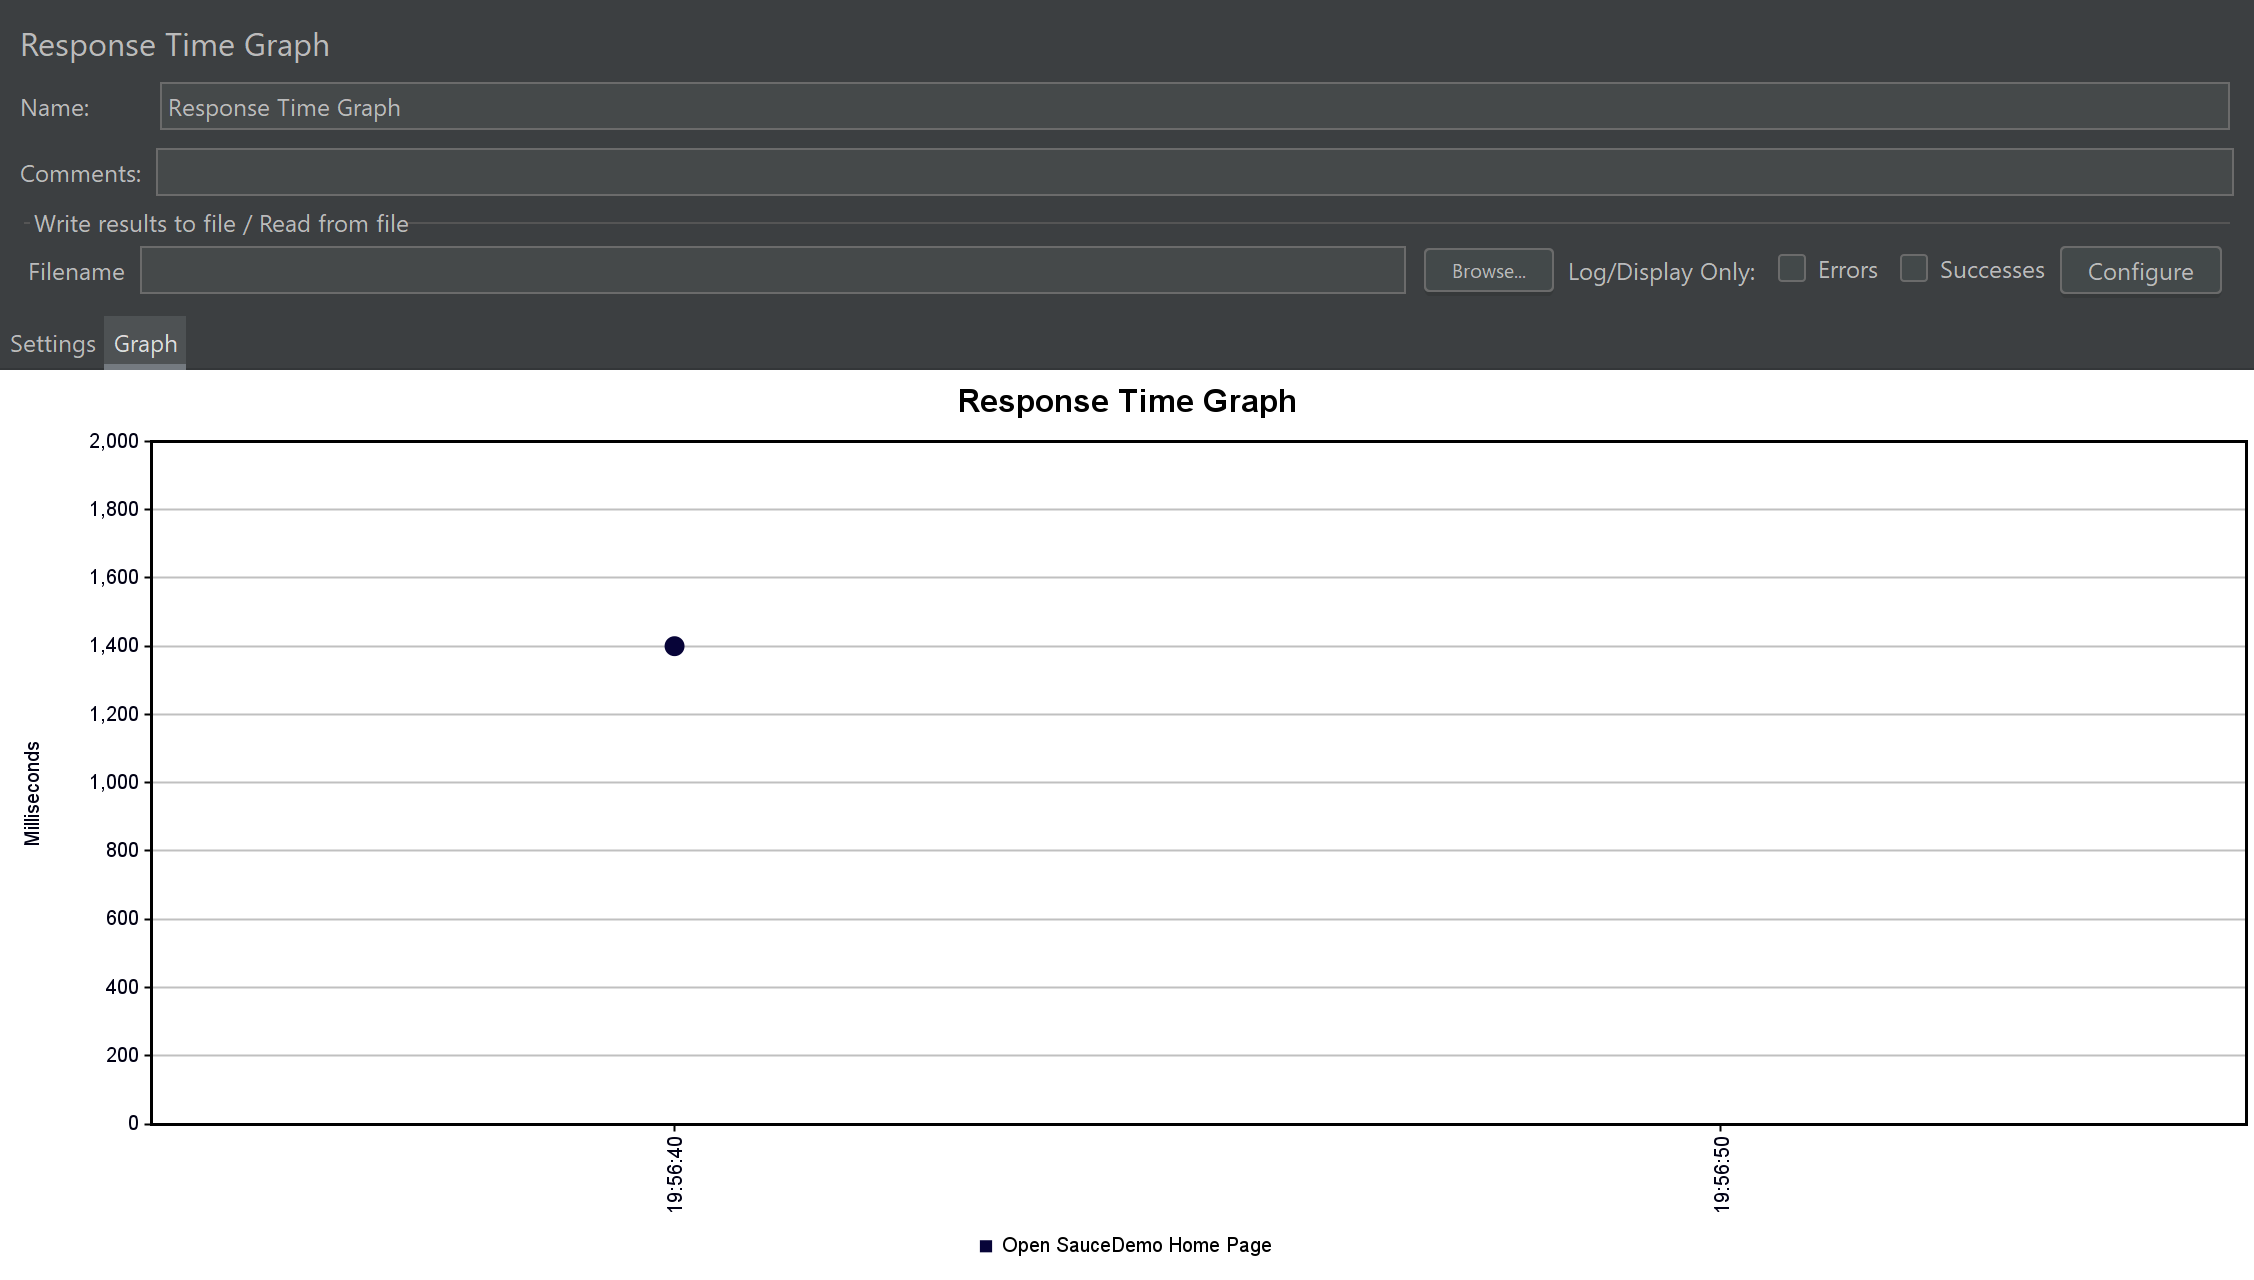 Response Time Graph
Name: Response Time Graph
Comments:
Write results to file / Read from file
Filename Browse... Log/Display Only: Errors Successes Configure
Settings Graph
Response Time Graph
2,000
1,800
1,600
1,400
1,200
1,000
800
600
400
200
0
Milliseconds
19:56:40 19:56:50
Open SauceDemo Home Page